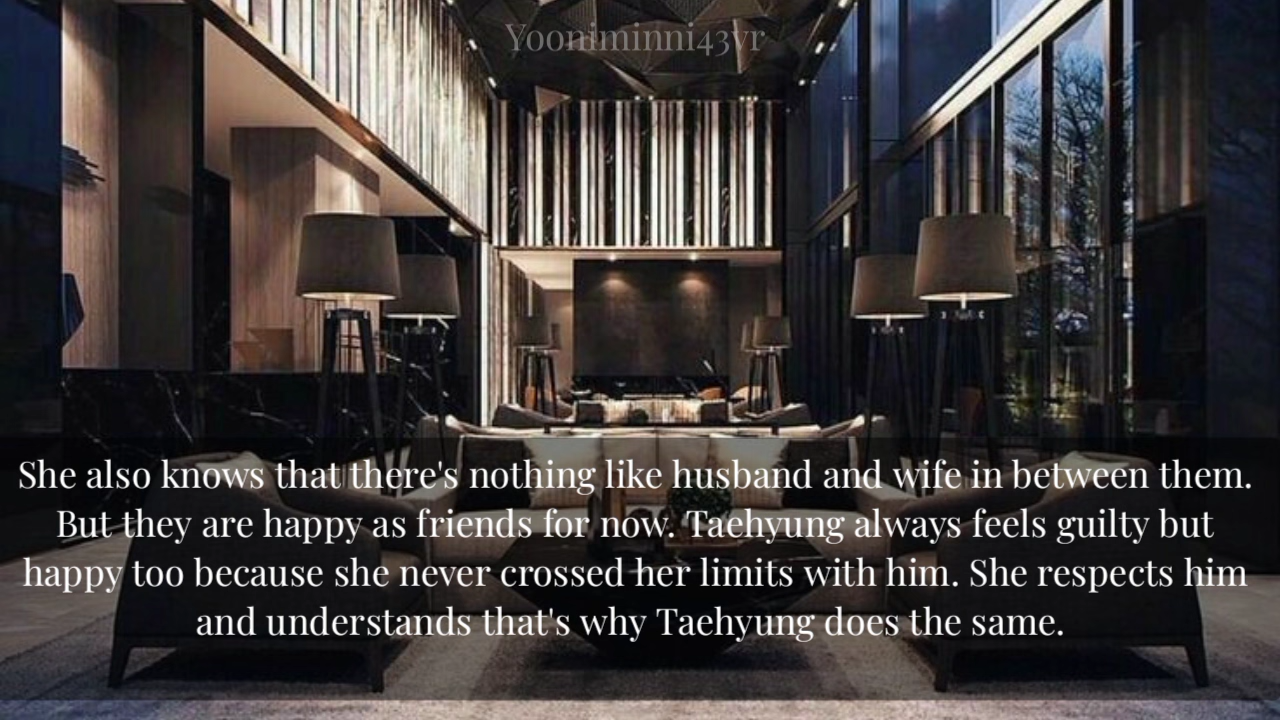 Yooniminni43vr
She also knows that there's nothing like husband and wife in between them.
But they are happy as friends for now. Taehyung always feels guilty but
happy too because she never crossed her limits with him. She respects him
and understands that's why Taehyung does the same.